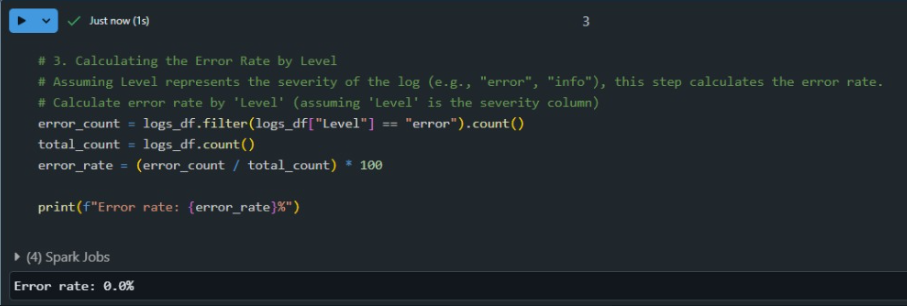 Just now (1s)
3
# 3. Calculating the Error Rate by Level
# Assuming Level represents the severity of the log (e.g., "error", "info"), this step calculates the error rate.
# Calculate error rate by 'Level' (assuming 'Level' is the severity column)
error_count = logs_df.filter(logs_df["Level"] == "error").count()
total_count = logs_df.count()
error_rate = (error_count / total_count) * 100
print(f"Error rate: {error_rate}%")
(4) Spark Jobs
Error rate: 0.0%